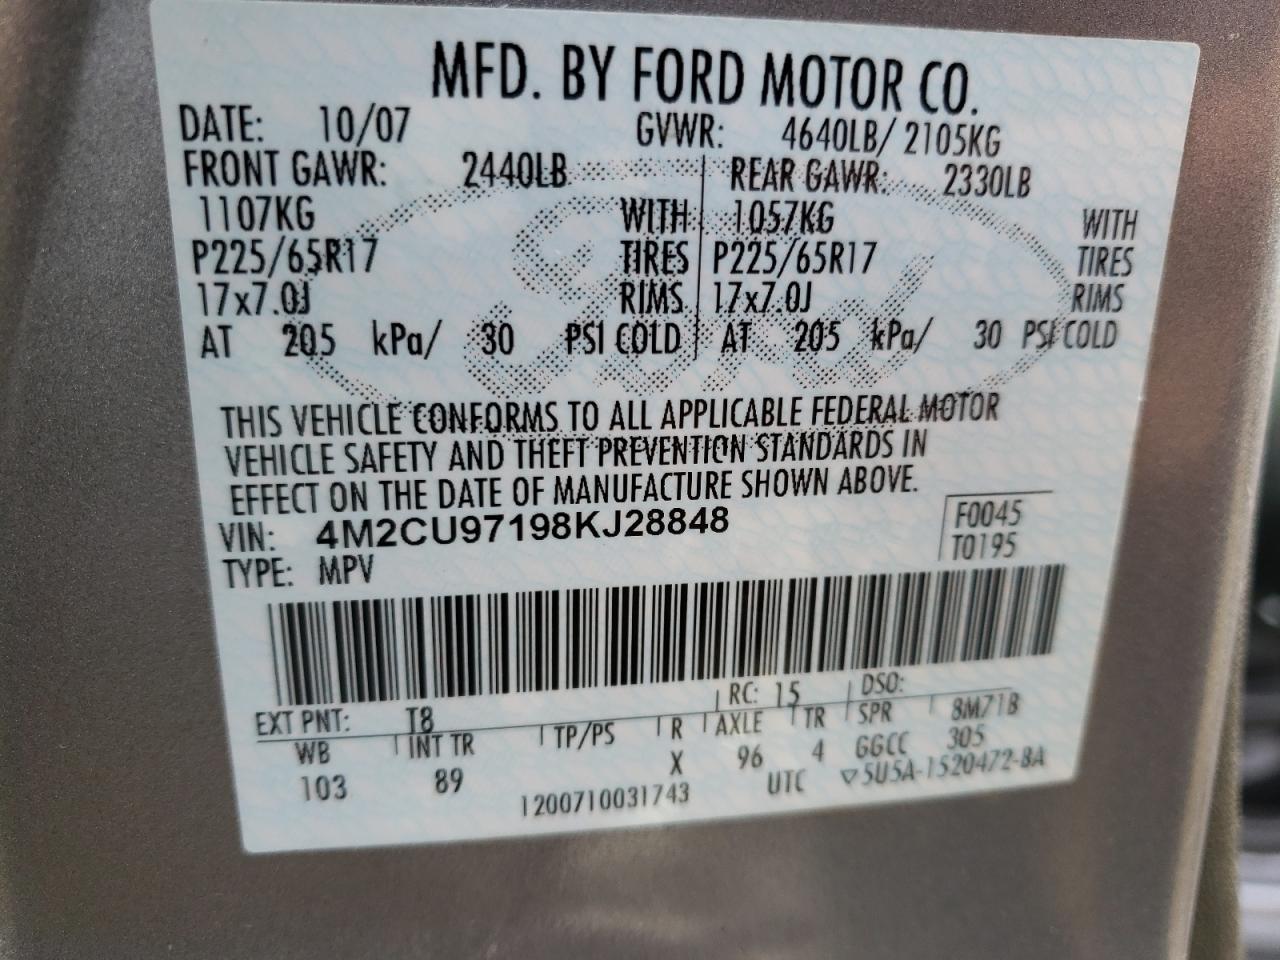 MFD. BY FORD MOTOR CO.
DATE: 10/07 GVWR: 4640LB/ 2105KG
FRONT GAWR: 2440LB REAR GAWR: 2330LB
1107KG WITH 1057KG WITH
P225/65R17 TIRES P225/65R17 TIRES
17x7.0J RIMS 17x7.0J RIMS
AT 205 kPa/ 30 PSI COLD AT 205 kPa/ 30 PSI COLD
Ford
THIS VEHICLE CONFORMS TO ALL APPLICABLE FEDERAL MOTOR
VEHICLE SAFETY AND THEFT PREVENTION STANDARDS IN
EFFECT ON THE DATE OF MANUFACTURE SHOWN ABOVE.
VIN: 4M2CU97198KJ28848 F0045
TYPE: MPV T0195
EXT PNT: T8 RC: 15 DSO:
WB INT TR TP/PS R AXLE TR SPR 8M71B
103 89 X 96 4 GGCC 305
1200710031743 UTC ▽5U5A-1520472-BA